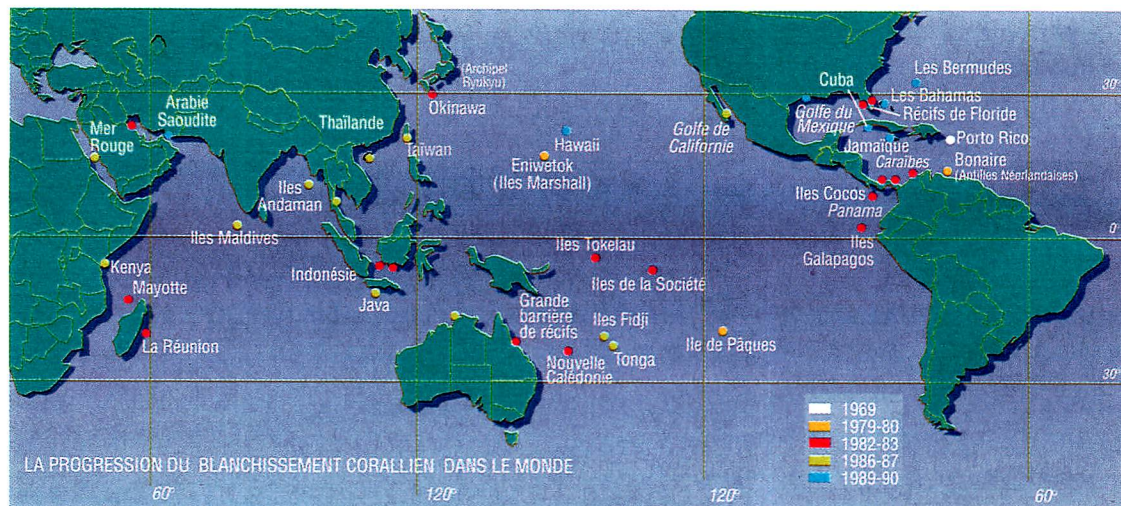 Les Bermudes
30°
Cuba
(Archipel
Ryukyu)
Okinawa
Les Bahamas
Récifs de Floride
Golfe du
Mexique
Arabie
Saoudite
Mer
Rouge
Thaïlande
Taïwan
Hawaii
Golfe de
Californie
Jamaïque
Porto Rico
Caraïbes
Bonaire
(Antilles Néerlandaises)
Eniwetok
(Iles Marshall)
Iles
Andaman
Iles Cocos
Panama
Iles Maldives
0°
Iles Tokelau
Iles
Galapagos
Kenya
Indonésie
Iles de la Société
Mayotte
Java
Grande
barrière
de récifs
Iles Fidji
La Réunion
Tonga
Ile de Pâques
Nouvelle
Calédonie
30°
1969
1979-80
1982-83
1986-87
1989-90
LA PROGRESSION DU BLANCHISSEMENT CORALLIEN DANS LE MONDE
60°
120°
120°
60°